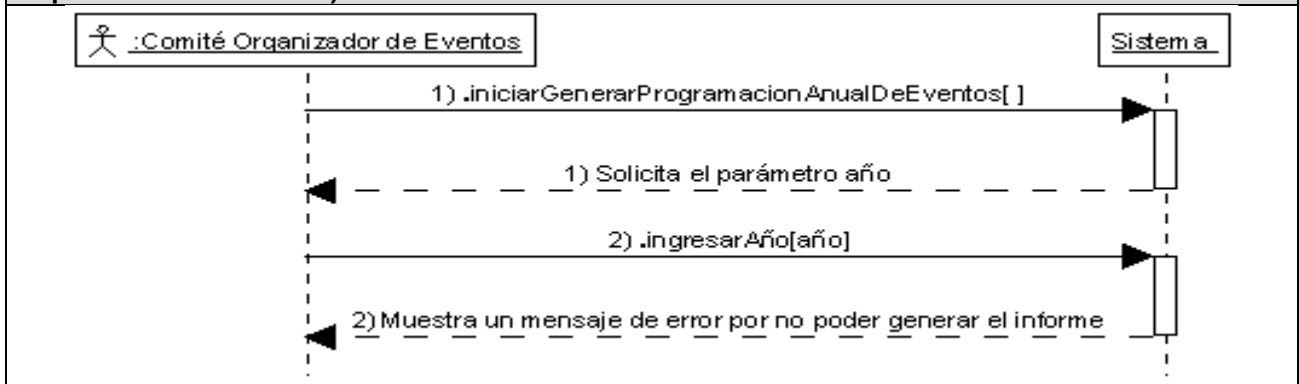 :Comité Organizador de Eventos
Sistema
1) .iniciarGenerarProgramacionAnualDeEventos[ ]
1) Solicita el parámetro año
2) .ingresarAño[año]
2) Muestra un mensaje de error por no poder generar el informe